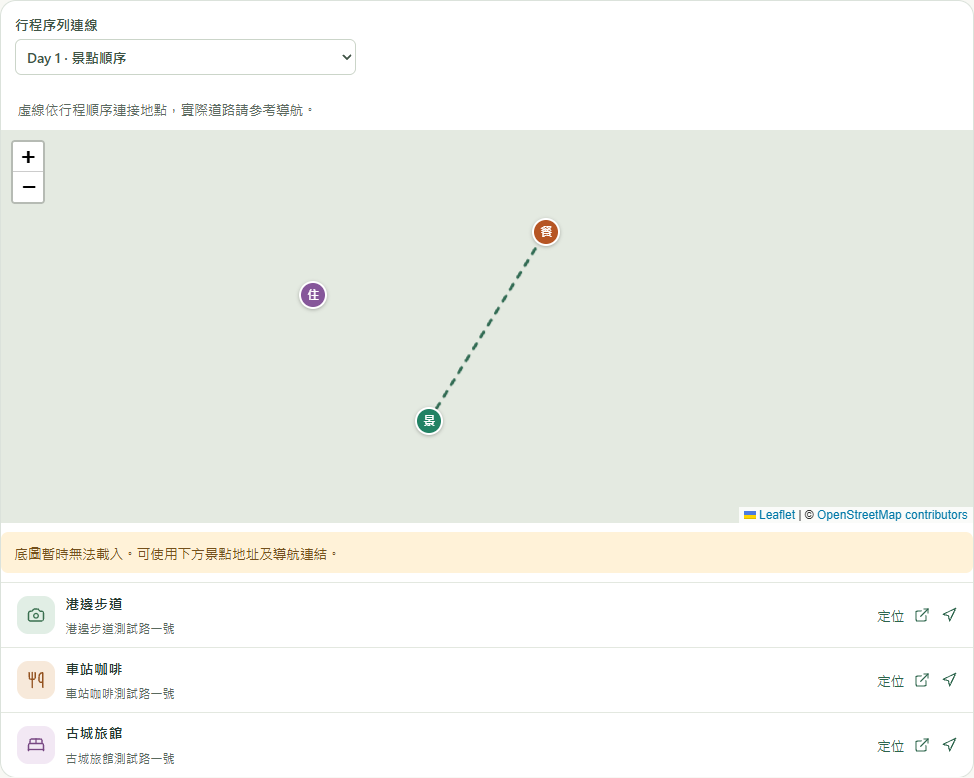 行程序列連線
Day 1 · 景點順序
虛線依行程順序連接地點，實際道路請參考導航。
+
−
餐
住
景
Leaflet | © OpenStreetMap contributors
底圖暫時無法載入。可使用下方景點地址及導航連結。
港邊步道
港邊步道測試路一號
定位
車站咖啡
車站咖啡測試路一號
定位
古城旅館
古城旅館測試路一號
定位